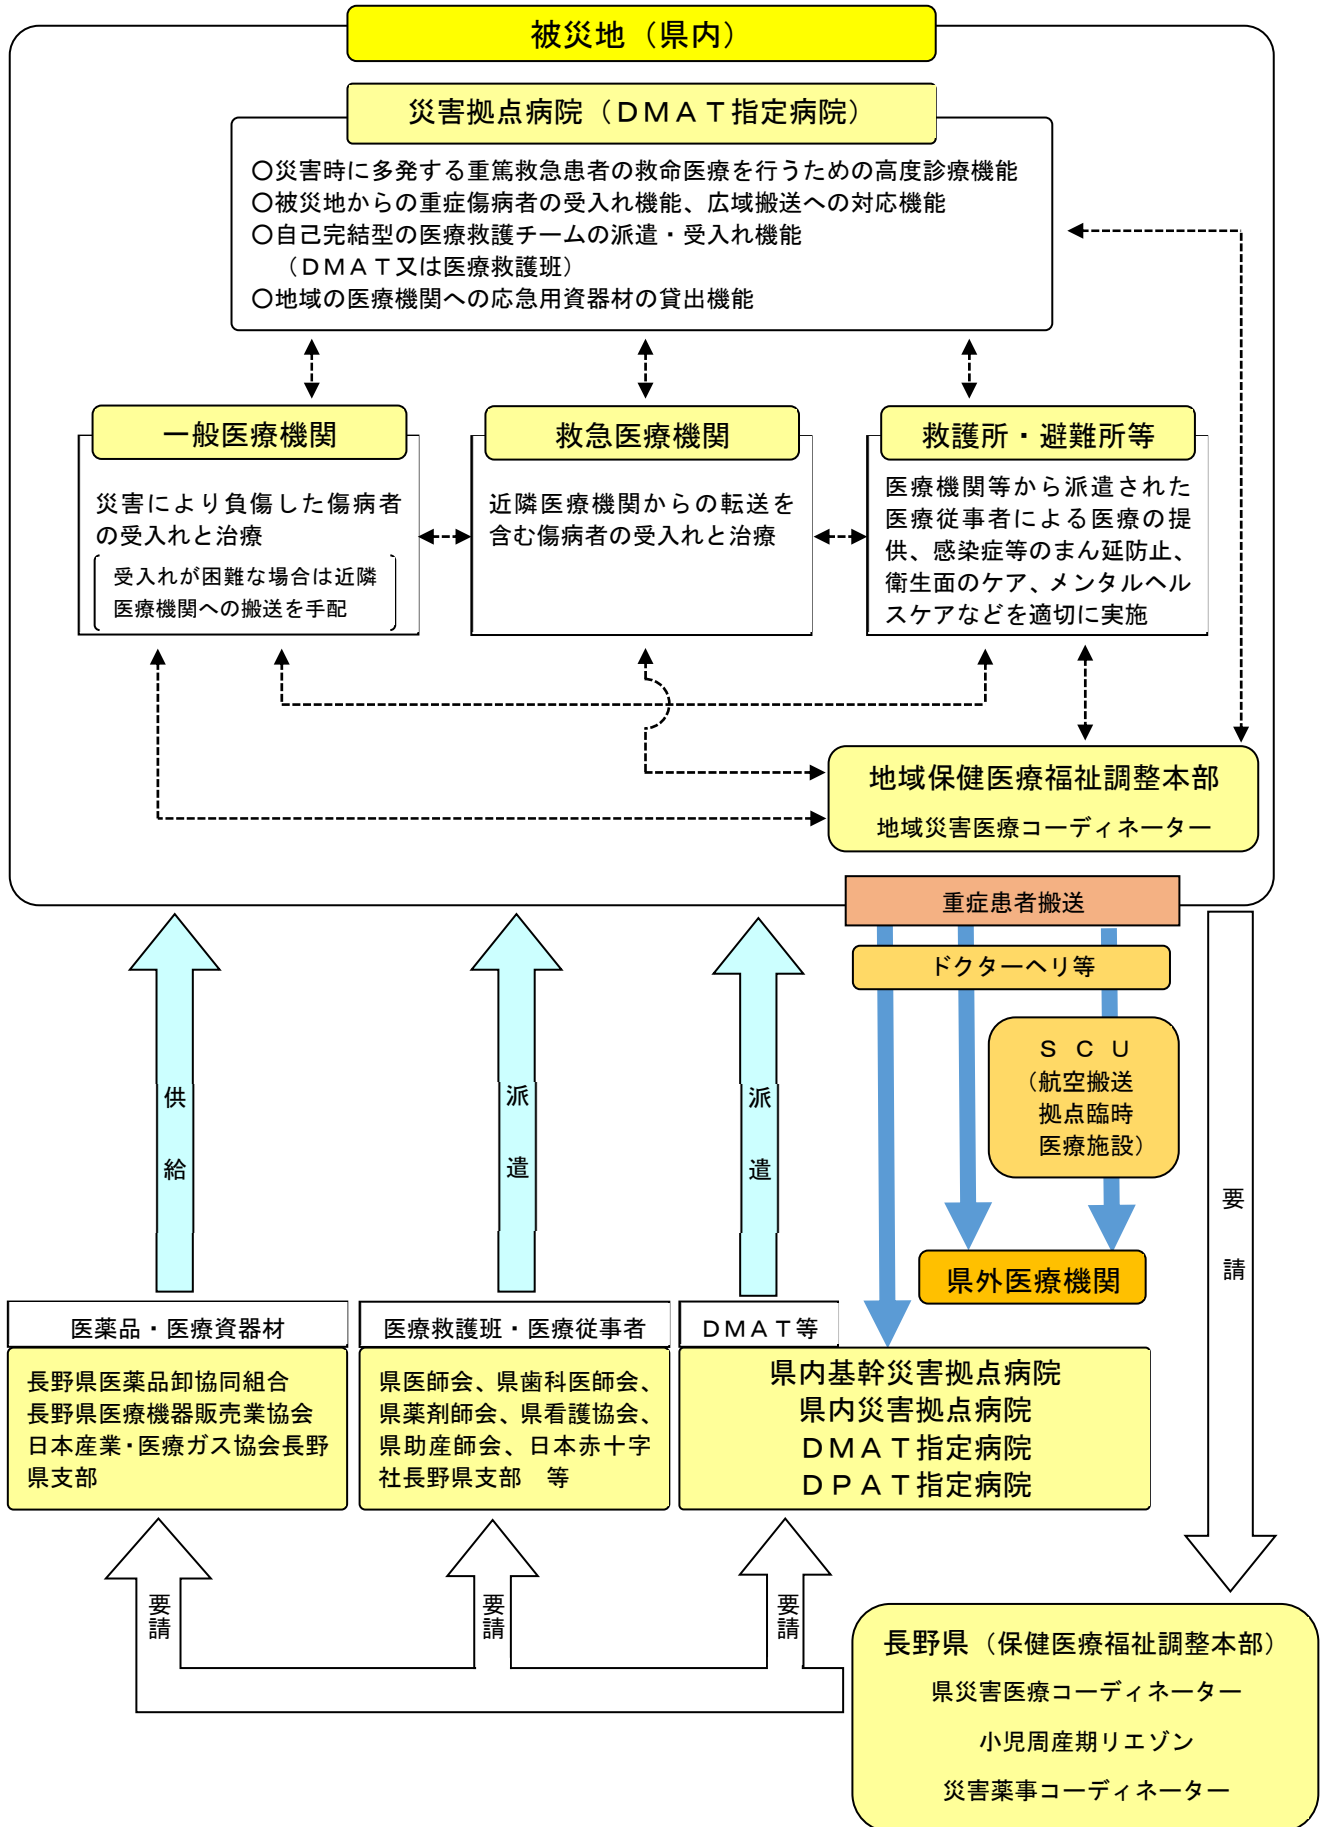 被災地（県内）
災害拠点病院（ＤＭＡＴ指定病院）
〇災害時に多発する重篤救急患者の救命医療を行うための高度診療機能
〇被災地からの重症傷病者の受入れ機能、広域搬送への対応機能
〇自己完結型の医療救護チームの派遣・受入れ機能
（ＤＭＡＴ又は医療救護班）
〇地域の医療機関への応急用資器材の貸出機能
一般医療機関
災害により負傷した傷病者
の受入れと治療
受入れが困難な場合は近隣
医療機関への搬送を手配
救急医療機関
近隣医療機関からの転送を
含む傷病者の受入れと治療
救護所・避難所等
医療機関等から派遣された
医療従事者による医療の提
供、感染症等のまん延防止、
衛生面のケア、メンタルヘル
スケアなどを適切に実施
地域保健医療福祉調整本部
地域災害医療コーディネーター
重症患者搬送
ドクターヘリ等
ＳＣＵ
（航空搬送
拠点臨時
医療施設）
供給
派遣
派遣
要請
県外医療機関
医薬品・医療資器材
長野県医薬品卸協同組合
長野県医療機器販売業協会
日本産業・医療ガス協会長野
県支部
医療救護班・医療従事者
県医師会、県歯科医師会、
県薬剤師会、県看護協会、
県助産師会、日本赤十字
社長野県支部　等
ＤＭＡＴ等
県内基幹災害拠点病院
県内災害拠点病院
ＤＭＡＴ指定病院
ＤＰＡＴ指定病院
要請
要請
要請
長野県（保健医療福祉調整本部）
県災害医療コーディネーター
小児周産期リエゾン
災害薬事コーディネーター